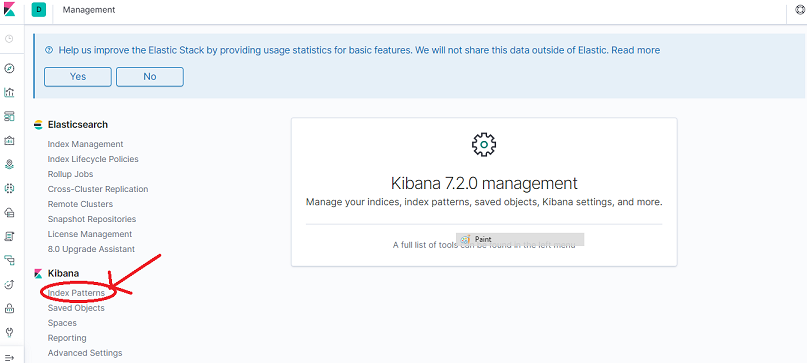 D Management
Help us improve the Elastic Stack by providing usage statistics for basic features. We will not share this data outside of Elastic. Read more
Yes No
Elasticsearch
Index Management
Index Lifecycle Policies
Rollup Jobs
Cross-Cluster Replication
Remote Clusters
Snapshot Repositories
License Management
8.0 Upgrade Assistant
Kibana
Index Patterns
Saved Objects
Spaces
Reporting
Advanced Settings
Kibana 7.2.0 management
Manage your indices, index patterns, saved objects, Kibana settings, and more.
Paint
A full list of tools can be found in the left menu